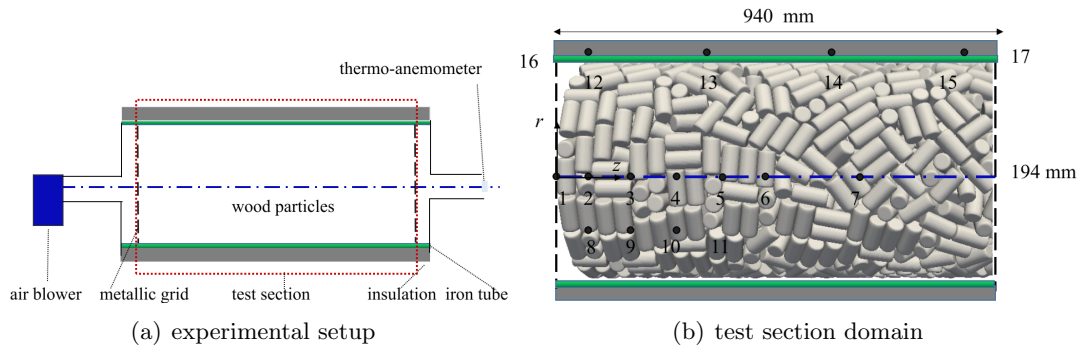 thermo-anemometer
wood particles
air blower
metallic grid
test section
insulation
iron tube
(a) experimental setup
940 mm
16
17
12
13
14
15
r
z
194 mm
1
2
3
4
5
6
7
8
9
10
11
(b) test section domain